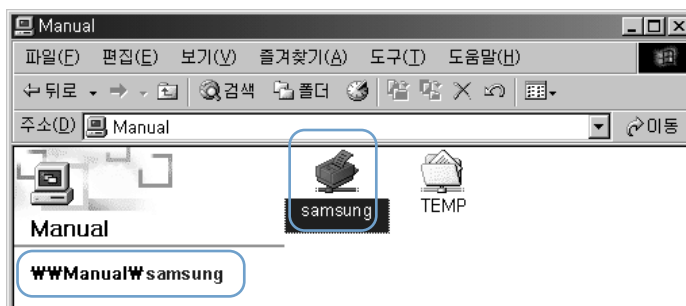 Manual
파일(F) 편집(E) 보기(V) 즐겨찾기(A) 도구(T) 도움말(H)
뒤로 검색 폴더
주소(D) Manual 이동
samsung TEMP
Manual
₩₩Manual₩samsung